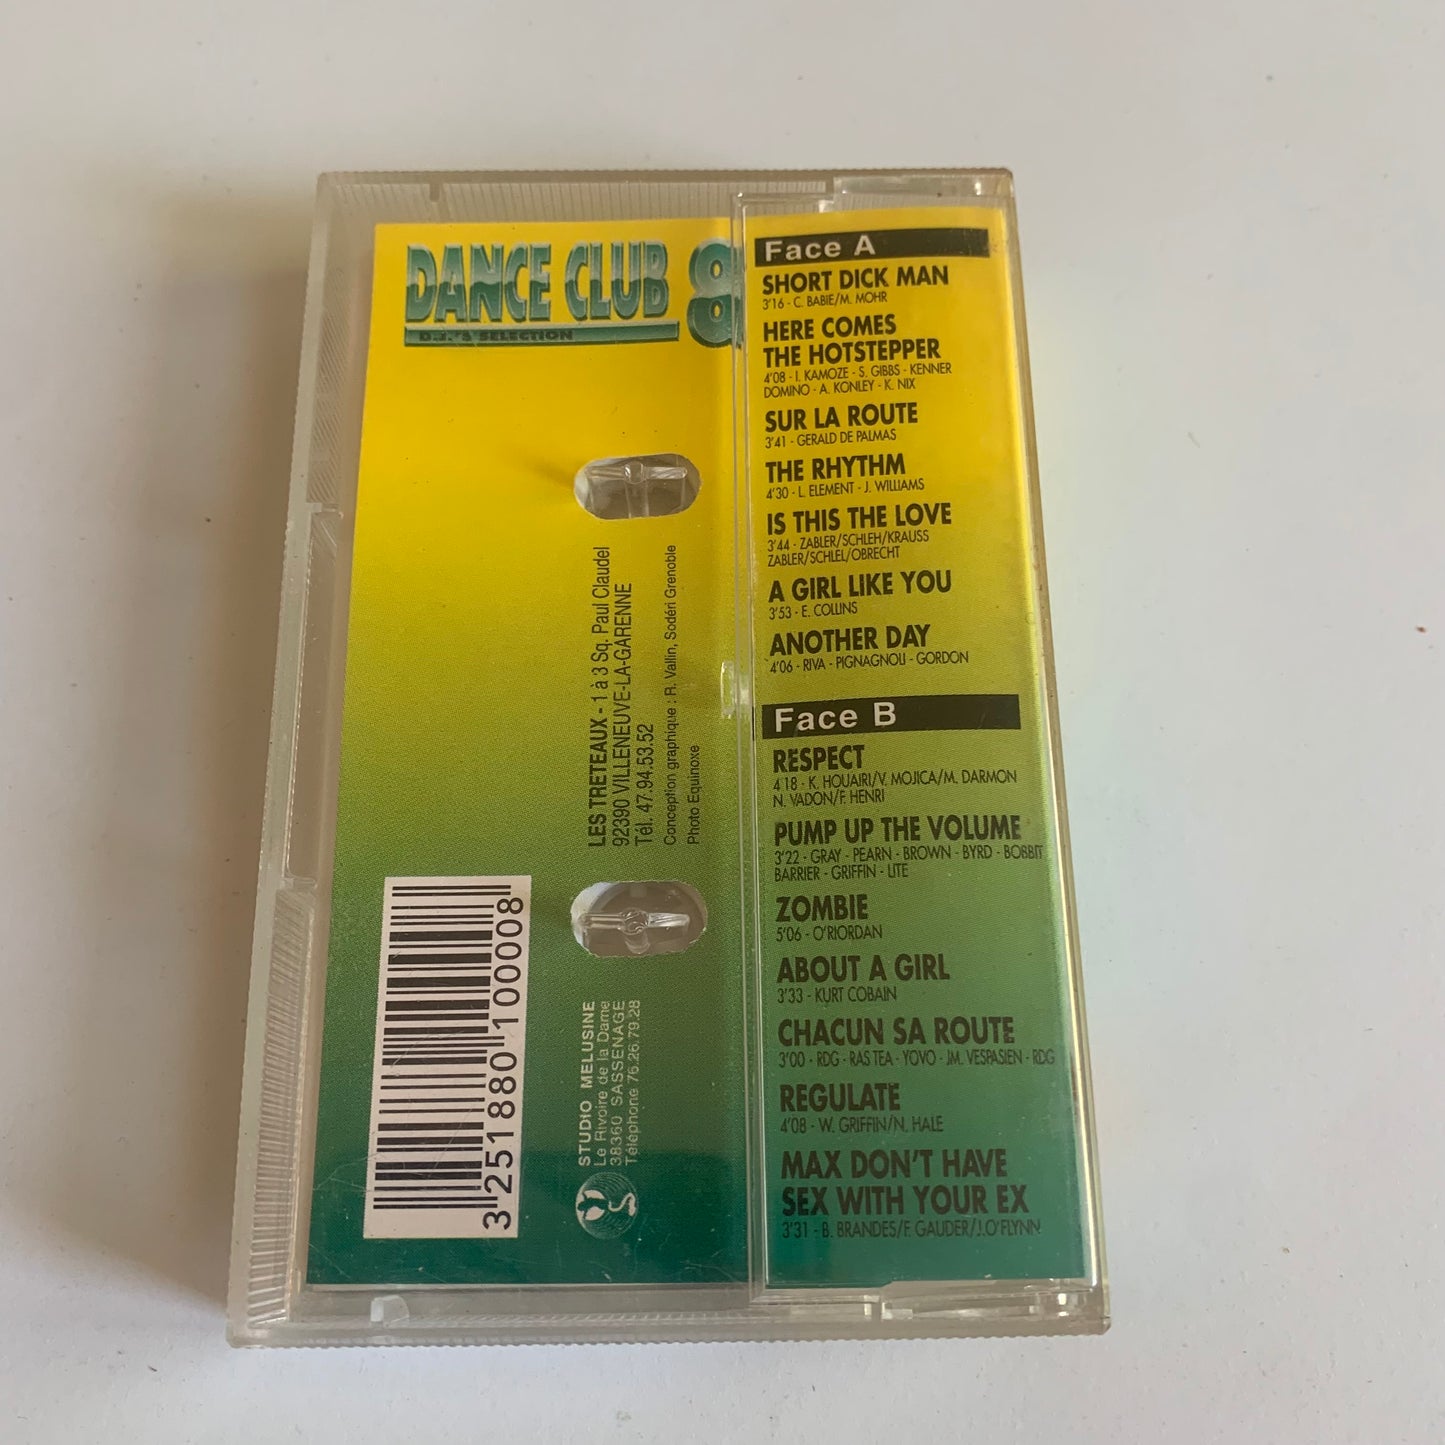 DANCE CLUB 8
D.J.'S SELECTION
LES TRETEAUX - 1 à 3 Sq. Paul Claudel
92390 VILLENEUVE-LA-GARENNE
Tél. 47.94.53.52
Conception graphique : R. Vallin, Sodéri Grenoble
Photo Equinoxe
3 251880 100008
STUDIO MELUSINE
Le Rivoire de la Dame
38360 SASSENAGE
Téléphone 76.26.79.28
Face A
SHORT DICK MAN
3'16 - C. BABIE/M. MOHR
HERE COMES
THE HOTSTEPPER
4'08 - I. KAMOZE - S. GIBBS - KENNER
DOMINO - A. KONLEY - K. NIX
SUR LA ROUTE
3'41 - GERALD DE PALMAS
THE RHYTHM
4'30 - L. ELEMENT - J. WILLIAMS
IS THIS THE LOVE
3'44 - ZABLER/SCHLEH/KRAUSS
ZABLER/SCHLEL/OBRECHT
A GIRL LIKE YOU
3'53 - E. COLLINS
ANOTHER DAY
4'06 - RIVA - PIGNAGNOLI - GORDON
Face B
RESPECT
4'18 - K. HOUAIRI/V. MOJICA/M. DARMON
N. VADON/F. HENRI
PUMP UP THE VOLUME
3'22 - GRAY - PEARN - BROWN - BYRD - BOBBIT
BARRIER - GRIFFIN - LITE
ZOMBIE
5'06 - O'RIORDAN
ABOUT A GIRL
3'33 - KURT COBAIN
CHACUN SA ROUTE
3'00 - RDG - RAS TEA - YOVO - JM. VESPASIEN - RDG
REGULATE
4'08 - W. GRIFFIN/N. HALE
MAX DON'T HAVE
SEX WITH YOUR EX
3'31 - B. BRANDES/F. GAUDER/J.O'FLYNN